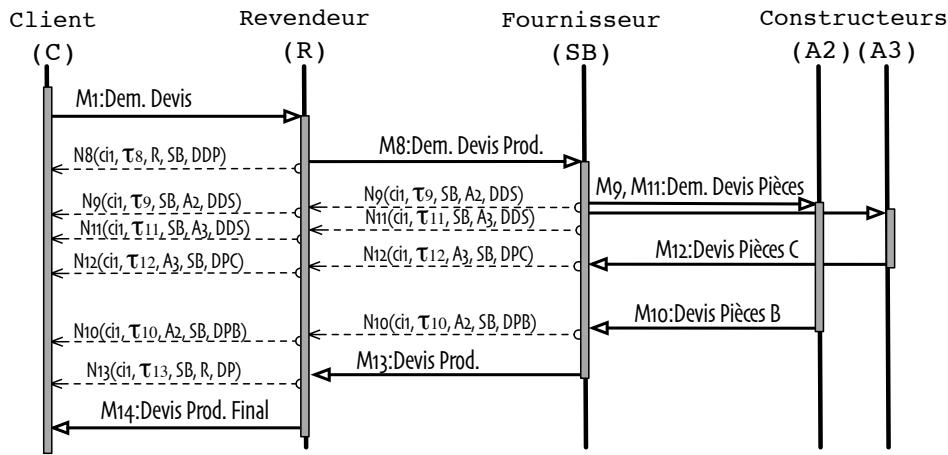 Client Revendeur Fournisseur Constructeurs
(C) (R) (SB) (A2) (A3)
M1:Dem. Devis
N8(ci1, τ8, R, SB, DDP)
M8:Dem. Devis Prod.
N9(ci1, τ9, SB, A2, DDS)
N9(ci1, τ9, SB, A2, DDS)
M9, M11:Dem. Devis Pièces
N11(ci1, τ11, SB, A3, DDS)
N11(ci1, τ11, SB, A3, DDS)
N12(ci1, τ12, A3, SB, DPC)
N12(ci1, τ12, A3, SB, DPC)
M12:Devis Pièces C
N10(ci1, τ10, A2, SB, DPB)
N10(ci1, τ10, A2, SB, DPB)
M10:Devis Pièces B
N13(ci1, τ13, SB, R, DP)
M13:Devis Prod.
M14:Devis Prod. Final